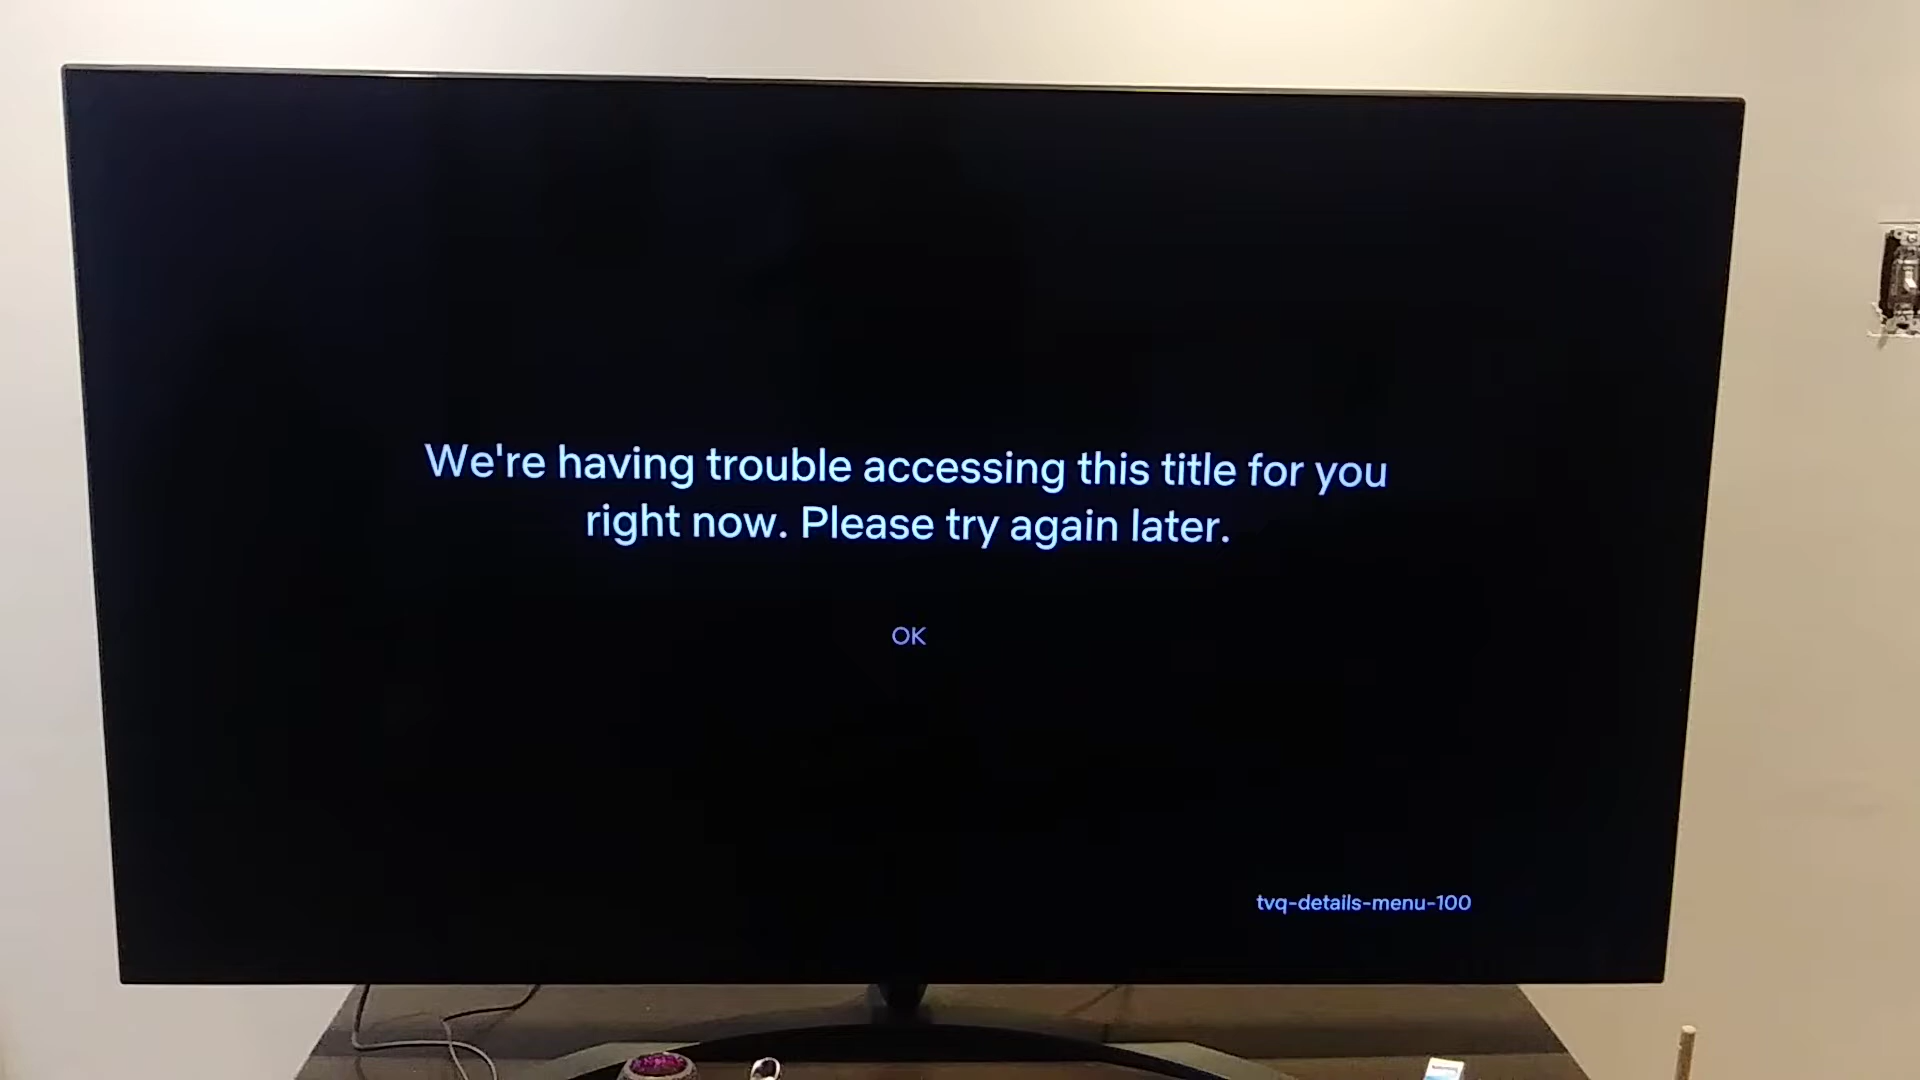 We're having trouble accessing this title for you
right now. Please try again later.
OK
tvq-details-menu-100